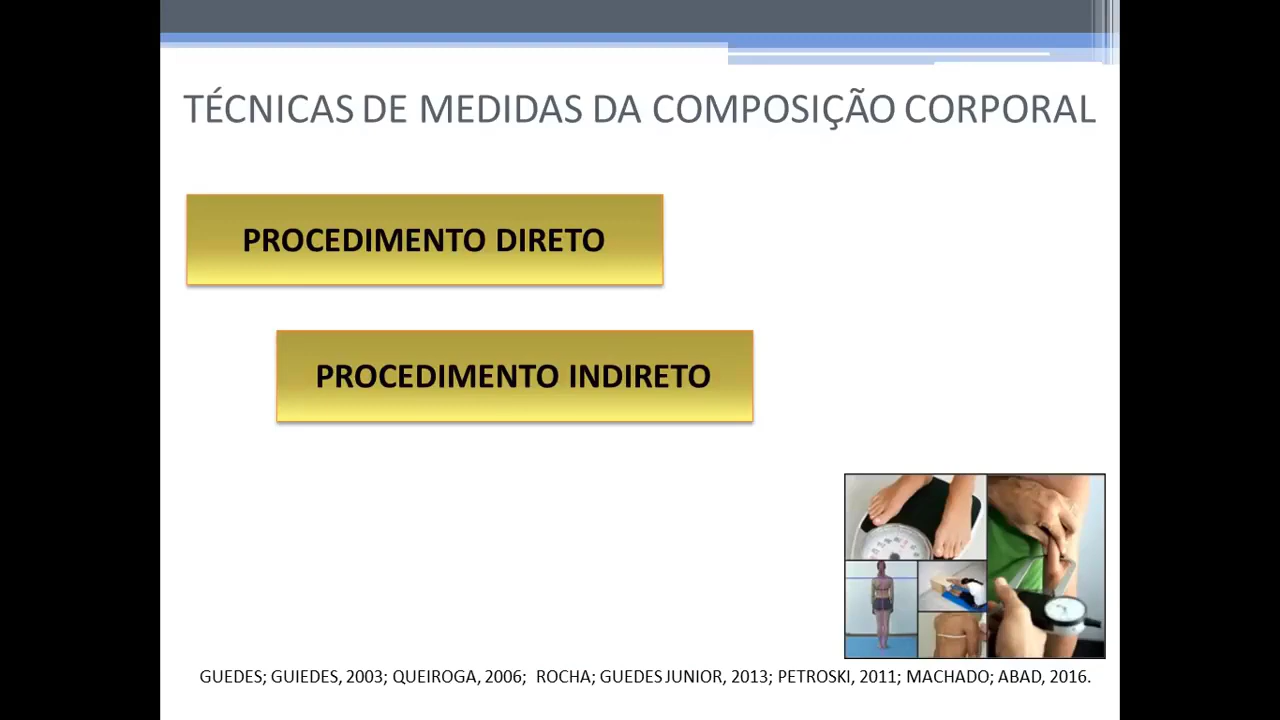 TÉCNICAS DE MEDIDAS DA COMPOSIÇÃO CORPORAL
PROCEDIMENTO DIRETO
PROCEDIMENTO INDIRETO
GUEDES; GUIEDES, 2003; QUEIROGA, 2006; ROCHA; GUEDES JUNIOR, 2013; PETROSKI, 2011; MACHADO; ABAD, 2016.